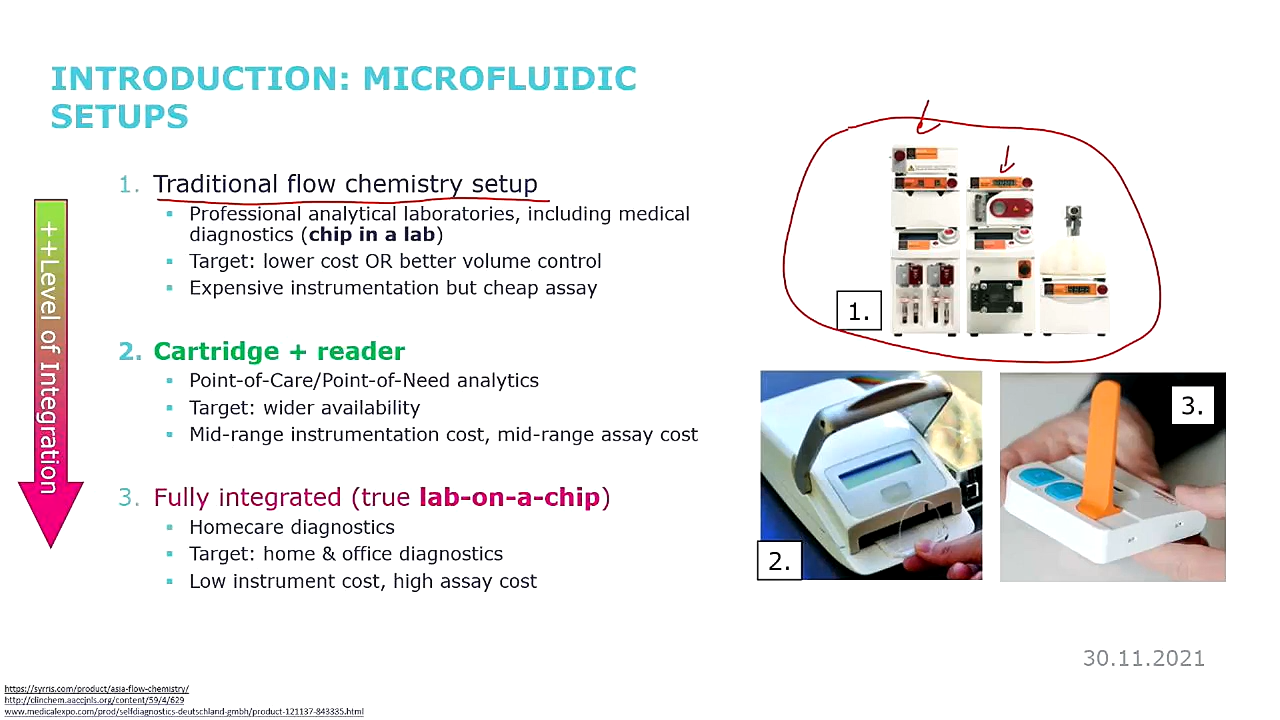 INTRODUCTION: MICROFLUIDIC
SETUPS
++Level of Integration
1. Traditional flow chemistry setup
▪ Professional analytical laboratories, including medical
diagnostics (chip in a lab)
▪ Target: lower cost OR better volume control
▪ Expensive instrumentation but cheap assay
2. Cartridge + reader
▪ Point-of-Care/Point-of-Need analytics
▪ Target: wider availability
▪ Mid-range instrumentation cost, mid-range assay cost
3. Fully integrated (true lab-on-a-chip)
▪ Homecare diagnostics
▪ Target: home & office diagnostics
▪ Low instrument cost, high assay cost
1.
2.
3.
30.11.2021
https://syrris.com/product/asia-flow-chemistry/
http://clinchem.aaccjnls.org/content/59/4/629
www.medicalexpo.com/prod/selfdiagnostics-deutschland-gmbh/product-121137-843335.html